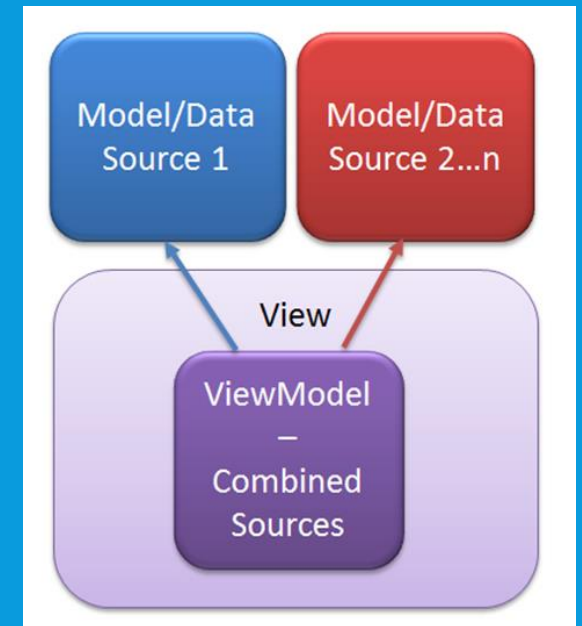 Model/Data
Source 1
Model/Data
Source 2...n
View
ViewModel
–
Combined
Sources